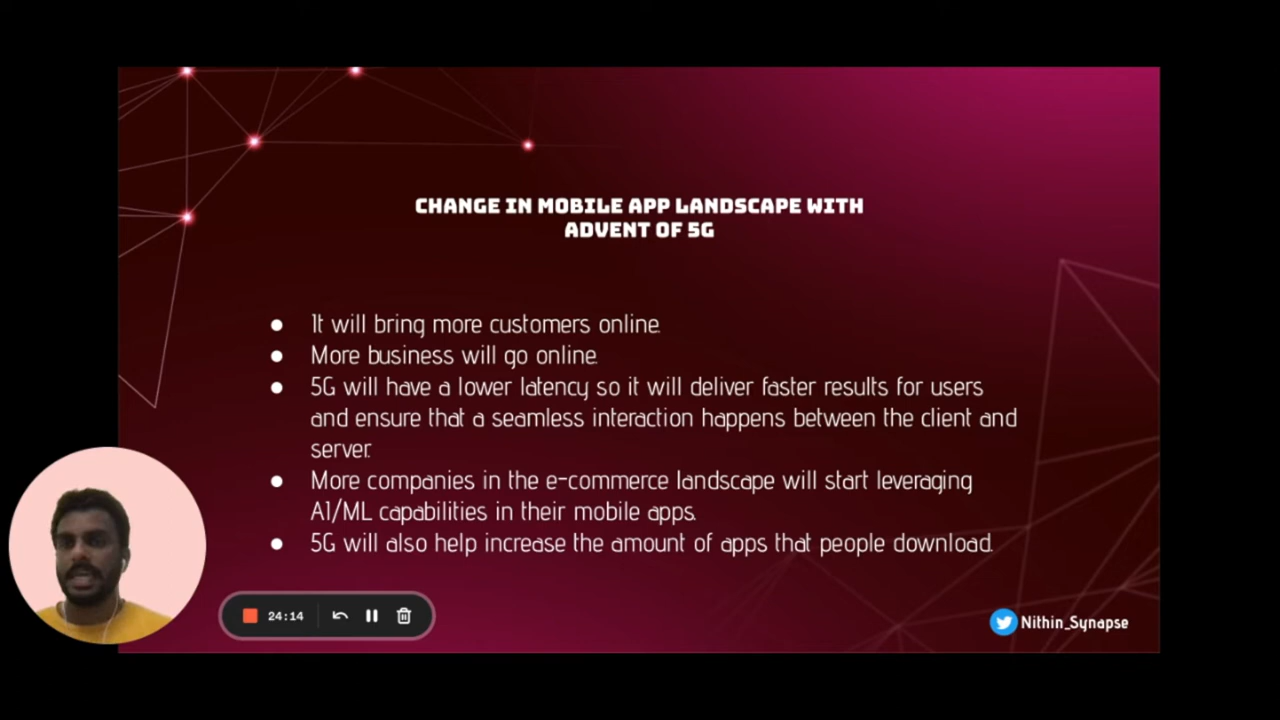 CHANGE IN MOBILE APP LANDSCAPE WITH
ADVENT OF 5G
It will bring more customers online.
More business will go online.
5G will have a lower latency so it will deliver faster results for users
and ensure that a seamless interaction happens between the client and
server.
More companies in the e-commerce landscape will start leveraging
AI/ML capabilities in their mobile apps.
5G will also help increase the amount of apps that people download.
24:14
Nithin_Synapse